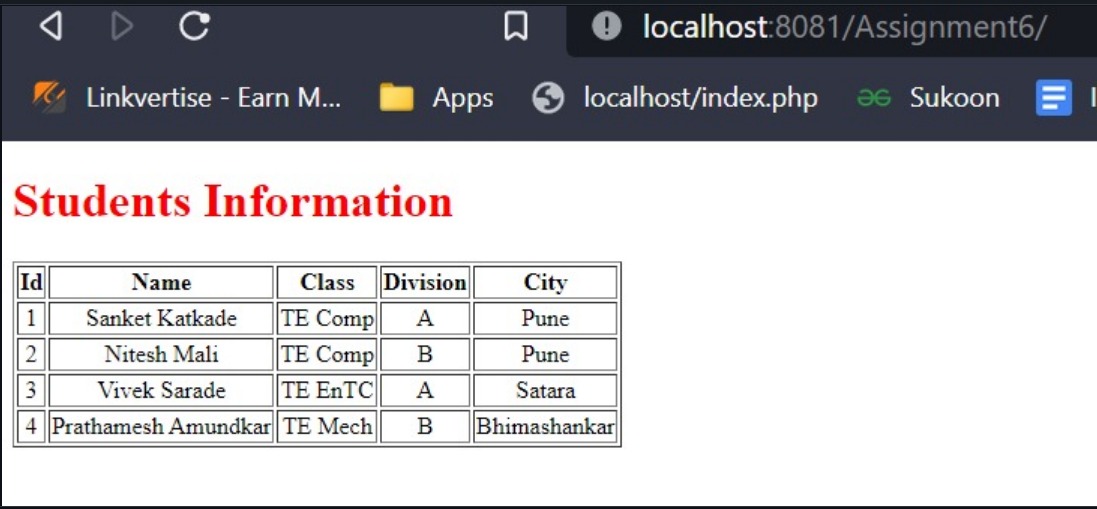 localhost:8081/Assignment6/
Linkvertise - Earn M... Apps localhost/index.php Sukoon
Students Information
Id Name Class Division City
1 Sanket Katkade TE Comp A Pune
2 Nitesh Mali TE Comp B Pune
3 Vivek Sarade TE EnTC A Satara
4 Prathamesh Amundkar TE Mech B Bhimashankar